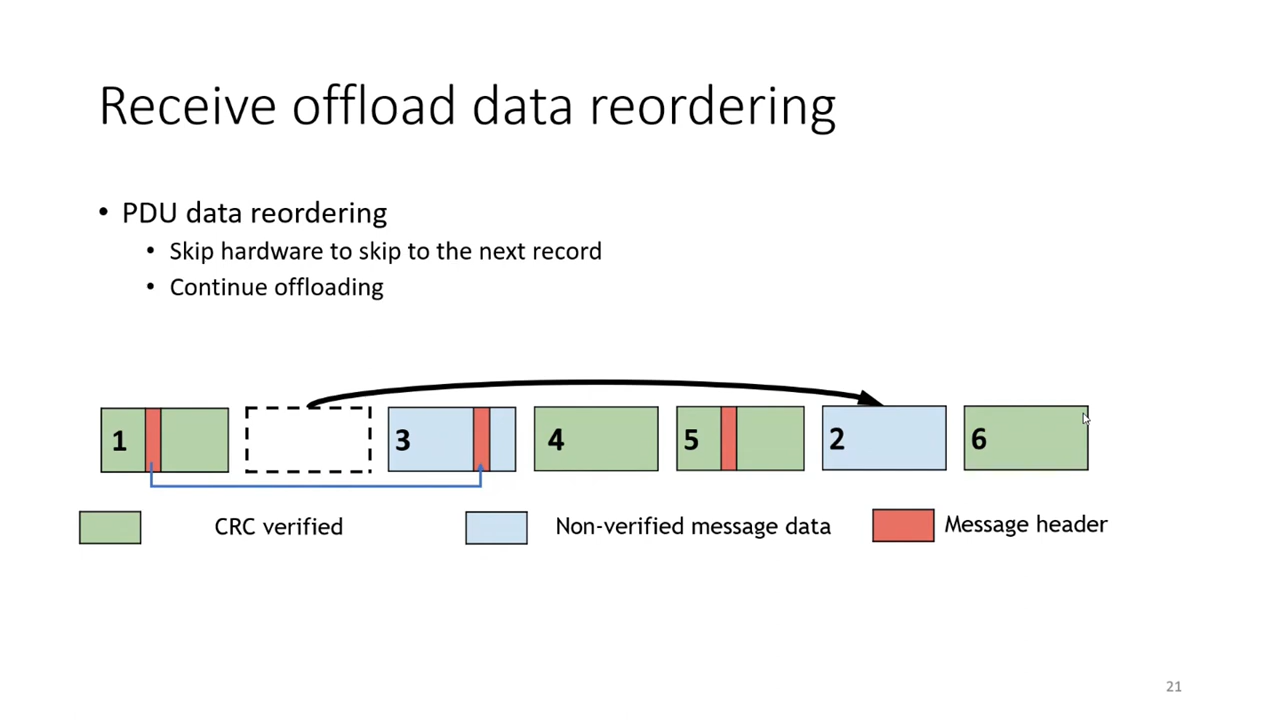 Receive offload data reordering
• PDU data reordering
• Skip hardware to skip to the next record
• Continue offloading
1 3 4 5 2 6
CRC verified Non-verified message data Message header
21